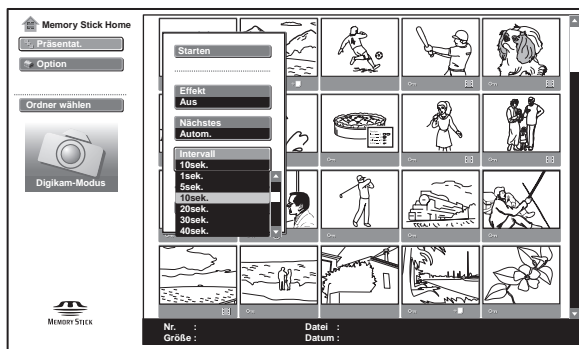 Memory Stick Home
Präsentat.
Option
Ordner wählen
Digikam-Modus
MEMORY STICK
Starten
Effekt
Aus
Nächstes
Autom.
Intervall
10sek.
1sek.
5sek.
10sek.
20sek.
30sek.
40sek.
Nr. : Datei :
Größe : Datum :